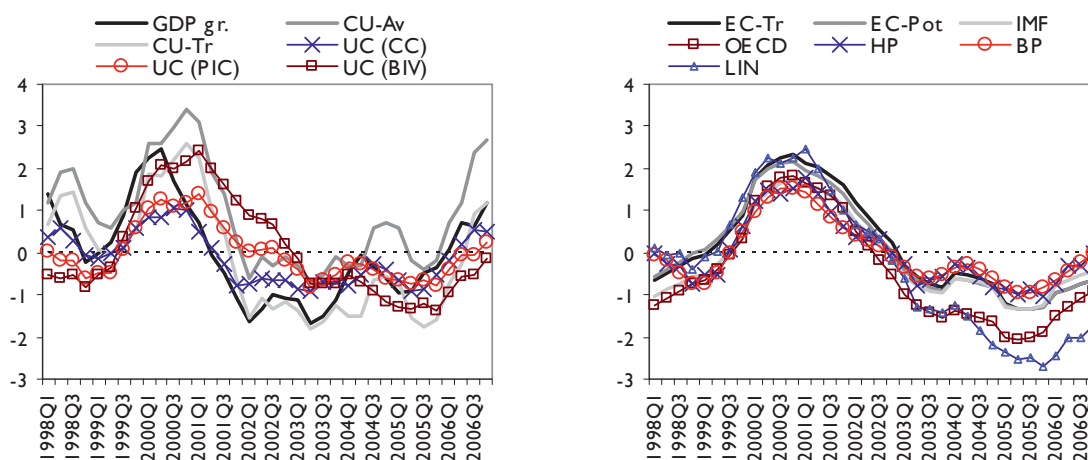 GDP gr. CU-Av
CU-Tr UC (CC)
UC (PIC) UC (BIV)
4
3
2
1
0
-1
-2
-3
1998Q1 1998Q3 1999Q1 1999Q3 2000Q1 2000Q3 2001Q1 2001Q3 2002Q1 2002Q3 2003Q1 2003Q3 2004Q1 2004Q3 2005Q1 2005Q3 2006Q1 2006Q3
EC-Tr EC-Pot IMF
OECD HP BP
LIN
4
3
2
1
0
-1
-2
-3
1998Q1 1998Q3 1999Q1 1999Q3 2000Q1 2000Q3 2001Q1 2001Q3 2002Q1 2002Q3 2003Q1 2003Q3 2004Q1 2004Q3 2005Q1 2005Q3 2006Q1 2006Q3